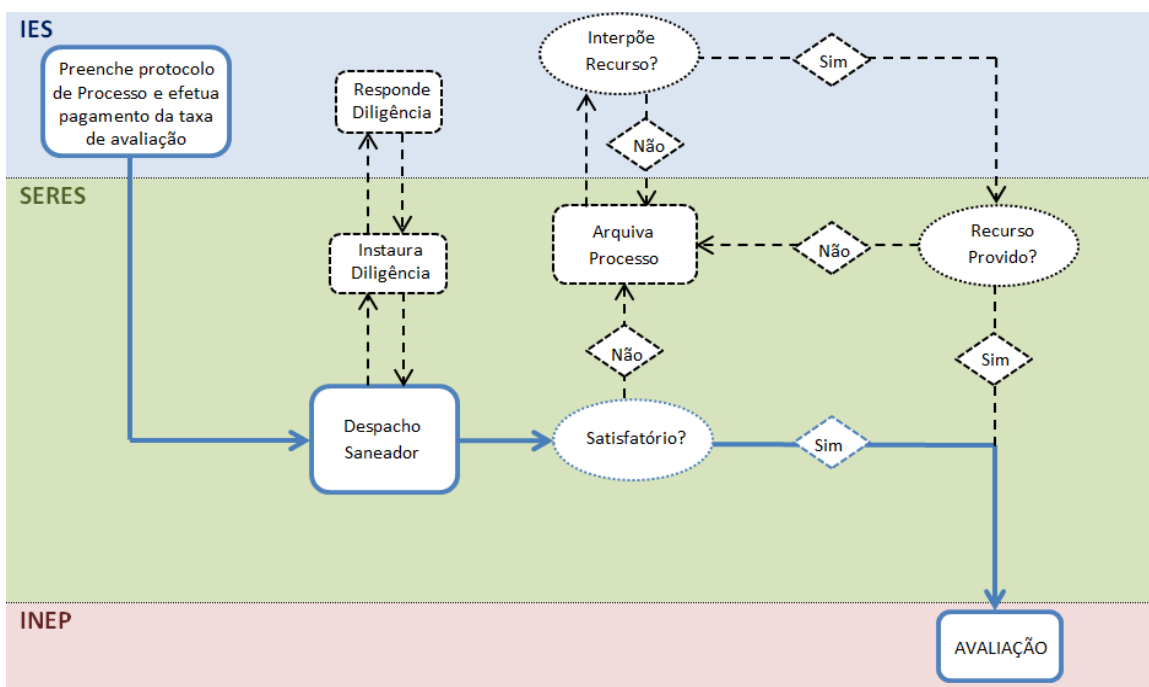 IES
Preenche protocolo
de Processo e efetua
pagamento da taxa
de avaliação
Responde
Diligência
Interpõe
Recurso?
Sim
Não
SERES
Instaura
Diligência
Arquiva
Processo
Não
Recurso
Provido?
Não
Sim
Despacho
Saneador
Satisfatório?
Sim
INEP
AVALIAÇÃO